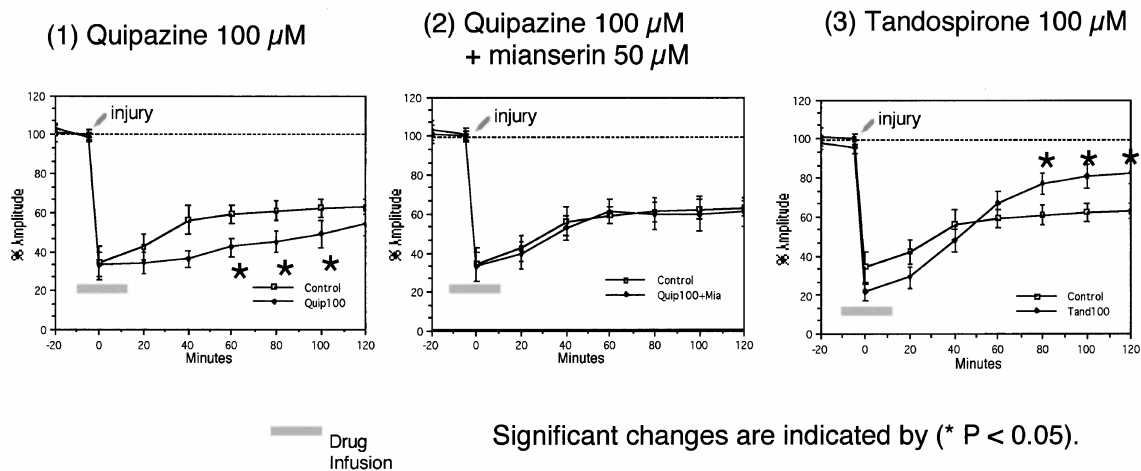 (1) Quipazine 100 µM
(2) Quipazine 100 µM
+ mianserin 50 µM
(3) Tandospirone 100 µM
120
100
80
60
40
20
0
% Amplitude
injury
Control
Quip100
-20 0 20 40 60 80 100 120
Minutes
120
100
80
60
40
20
0
% Amplitude
injury
Control
Quip100+Mia
-20 0 20 40 60 80 100 120
Minutes
120
100
80
60
40
20
0
% Amplitude
injury
Control
Tand100
-20 0 20 40 60 80 100 120
Minutes
Drug
Infusion
Significant changes are indicated by (* P < 0.05).